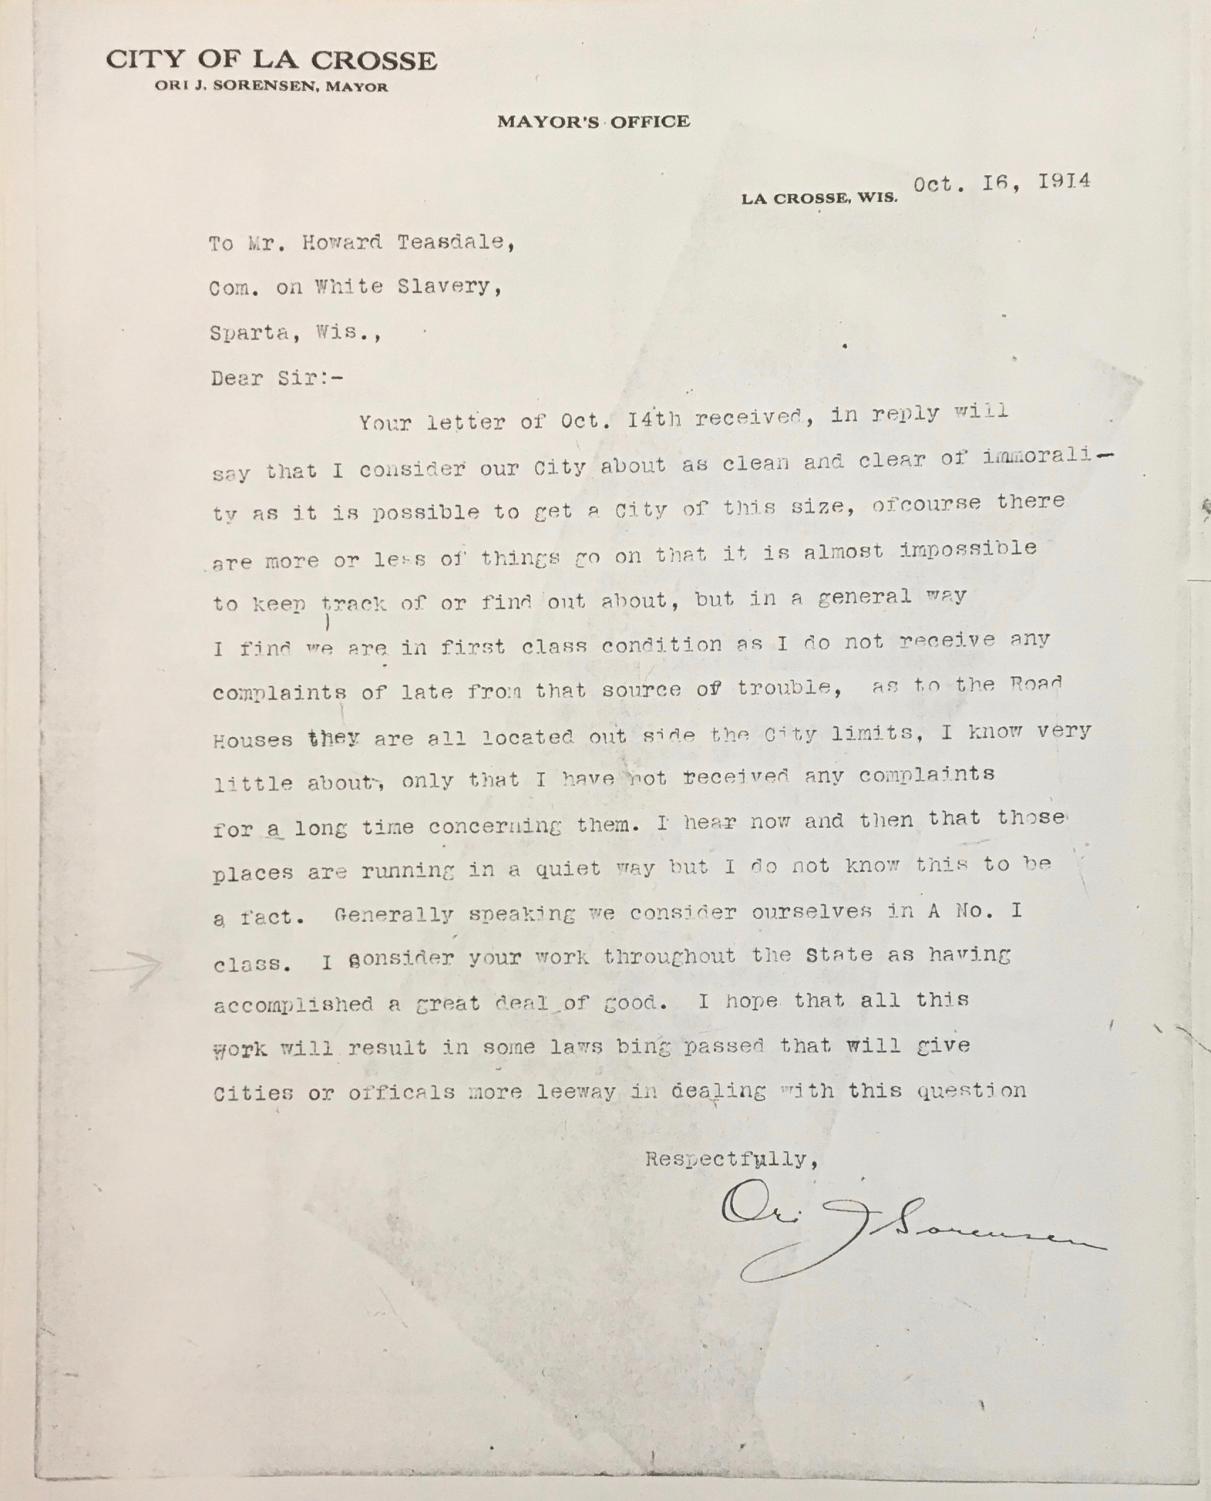 CITY OF LA CROSSE
ORI J. SORENSEN, MAYOR
MAYOR'S OFFICE
LA CROSSE, WIS. Oct. I6, I9I4
To Mr. Howard Teasdale,
Com. on White Slavery,
Sparta, Wis.,
Dear Sir:-
Your letter of Oct. I4th received, in reply will
say that I consider our City about as clean and clear of immorali-
ty as it is possible to get a City of this size, ofcourse there
are more or less of things go on that it is almost impossible
to keep track of or find out about, but in a general way
I find we are in first class condition as I do not receive any
complaints of late from that source of trouble, as to the Road
Houses they are all located out side the City limits, I know very
little about, only that I have not received any complaints
for a long time concerning them. I hear now and then that those
places are running in a quiet way but I do not know this to be
a fact. Generally speaking we consider ourselves in A No. I
class. I consider your work throughout the State as having
accomplished a great deal of good. I hope that all this
work will result in some laws bing passed that will give
Cities or officals more leeway in dealing with this question
Respectfully,
Ori J Sorensen